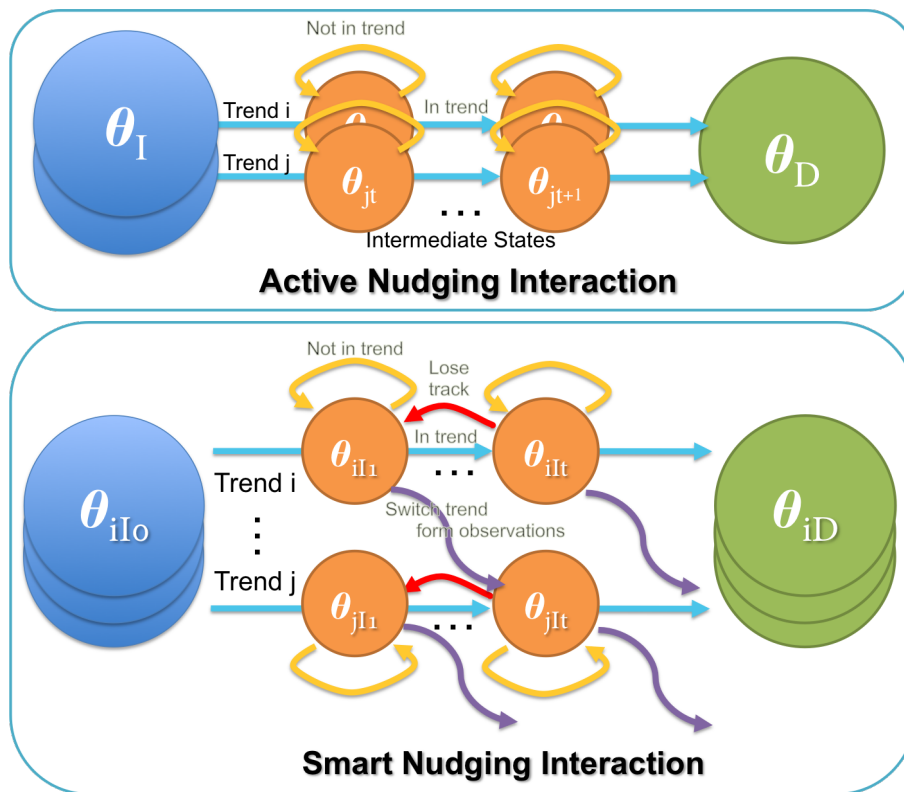 Not in trend
Trend i
In trend
θI
θ
θ
θD
Trend j
θjt
θjt+1
...
Intermediate States
Active Nudging Interaction
Not in trend
Lose
track
In trend
θiI1
...
θiIt
θiI0
Trend i
θiD
Switch trend
form observations
⋮
Trend j
θjI1
...
θjIt
Smart Nudging Interaction